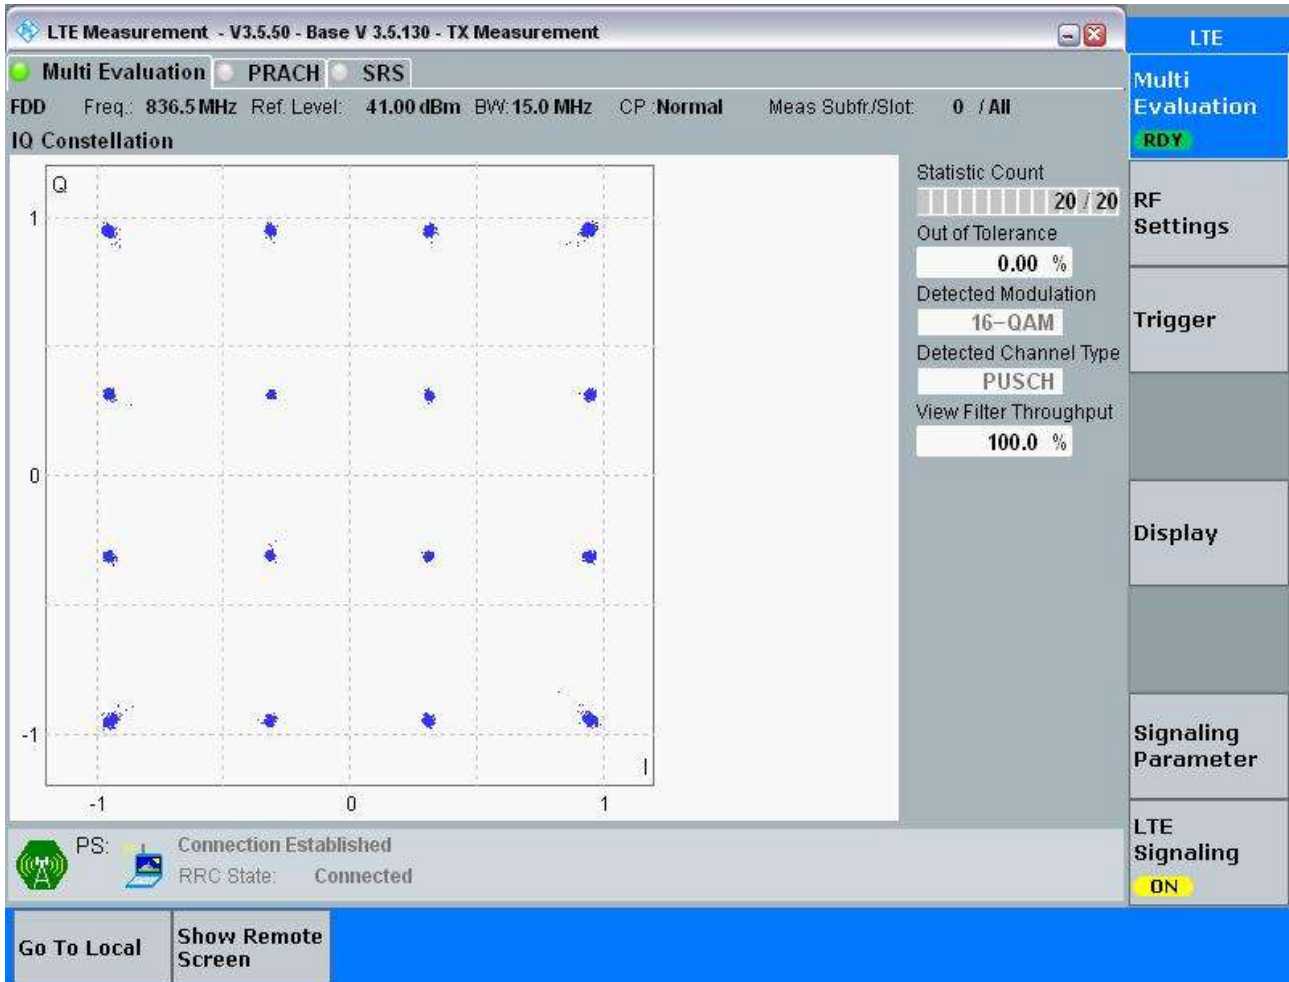 LTE Measurement - V3.5.50 - Base V 3.5.130 - TX Measurement
LTE
Multi Evaluation PRACH SRS
FDD Freq.: 836.5 MHz Ref. Level: 41.00 dBm BW: 15.0 MHz CP :Normal Meas Subfr./Slot: 0 / All
IQ Constellation
Q
1
0
-1
I
-1 0 1
Statistic Count
20 / 20
Out of Tolerance
0.00 %
Detected Modulation
16-QAM
Detected Channel Type
PUSCH
View Filter Throughput
100.0 %
Multi
Evaluation
RDY
RF
Settings
Trigger
Display
Signaling
Parameter
LTE
Signaling
ON
PS: Connection Established
RRC State: Connected
Go To Local
Show Remote
Screen